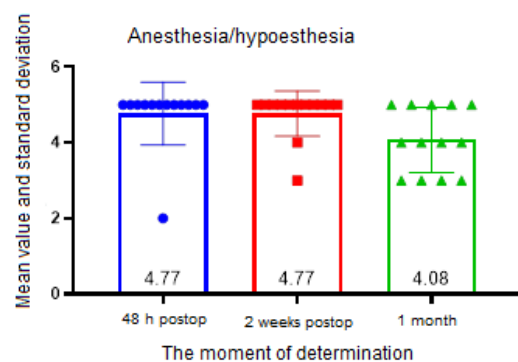 Anesthesia/hypoesthesia
Mean value and standard deviation
6
4
2
0
4.77
4.77
4.08
48 h postop
2 weeks postop
1 month
The moment of determination